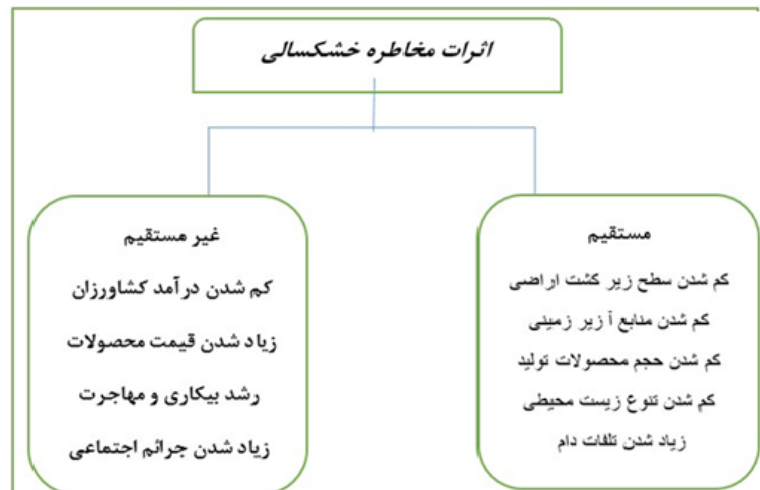 اثرات مخاطره خشکسالی
مستقیم
کم شدن سطح زیر کشت اراضی
کم شدن منابع آ زیر زمینی
کم شدن حجم محصولات تولید
کم شدن تنوع زیست محیطی
زیاد شدن تلفات دام
غیر مستقیم
کم شدن درآمد کشاورزان
زیاد شدن قیمت محصولات
رشد بیکاری و مهاجرت
زیاد شدن جرائم اجتماعی